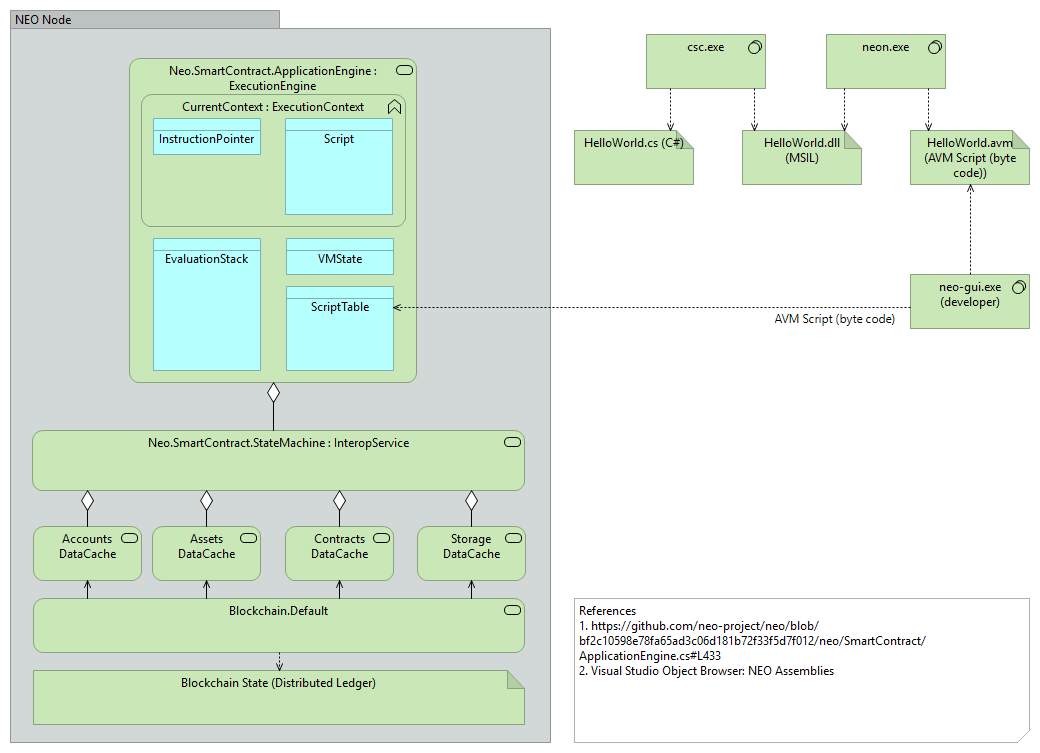 NEO Node
Neo.SmartContract.ApplicationEngine :
ExecutionEngine
CurrentContext : ExecutionContext
InstructionPointer
Script
EvaluationStack
VMState
ScriptTable
Neo.SmartContract.StateMachine : InteropService
Accounts
DataCache
Assets
DataCache
Contracts
DataCache
Storage
DataCache
Blockchain.Default
Blockchain State (Distributed Ledger)
csc.exe
neon.exe
HelloWorld.cs (C#)
HelloWorld.dll
(MSIL)
HelloWorld.avm
(AVM Script (byte
code))
neo-gui.exe
(developer)
AVM Script (byte code)
References
1. https://github.com/neo-project/neo/blob/
bf2c10598e78fa65ad3c06d181b72f33f5d7f012/neo/SmartContract/
ApplicationEngine.cs#L433
2. Visual Studio Object Browser: NEO Assemblies